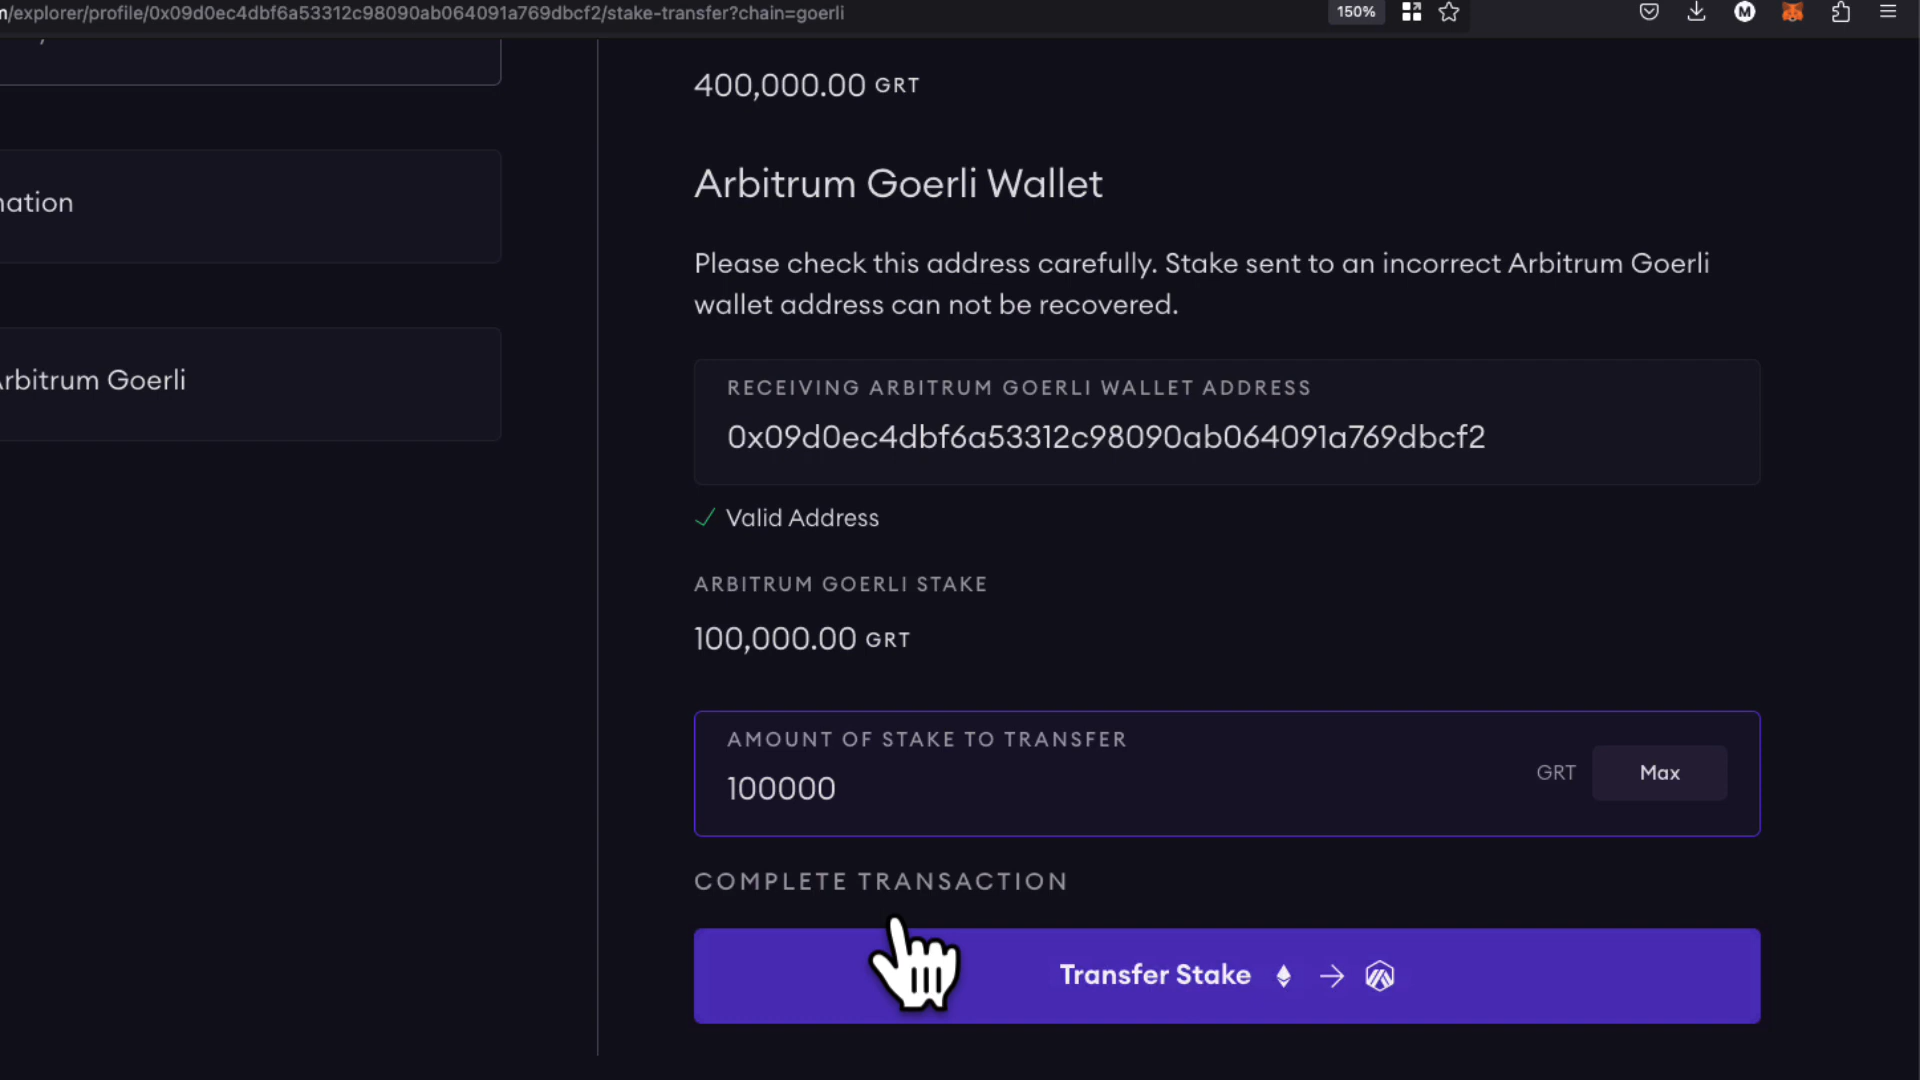 /explorer/profile/0x09d0ec4dbf6a53312c98090ab064091a769dbcf2/stake-transfer?chain=goerli
150%
M
400,000.00 GRT
Arbitrum Goerli Wallet
Please check this address carefully. Stake sent to an incorrect Arbitrum Goerli
wallet address can not be recovered.
nation
Arbitrum Goerli
RECEIVING ARBITRUM GOERLI WALLET ADDRESS
0x09d0ec4dbf6a53312c98090ab064091a769dbcf2
Valid Address
ARBITRUM GOERLI STAKE
100,000.00 GRT
AMOUNT OF STAKE TO TRANSFER
100000
GRT
Max
COMPLETE TRANSACTION
Transfer Stake